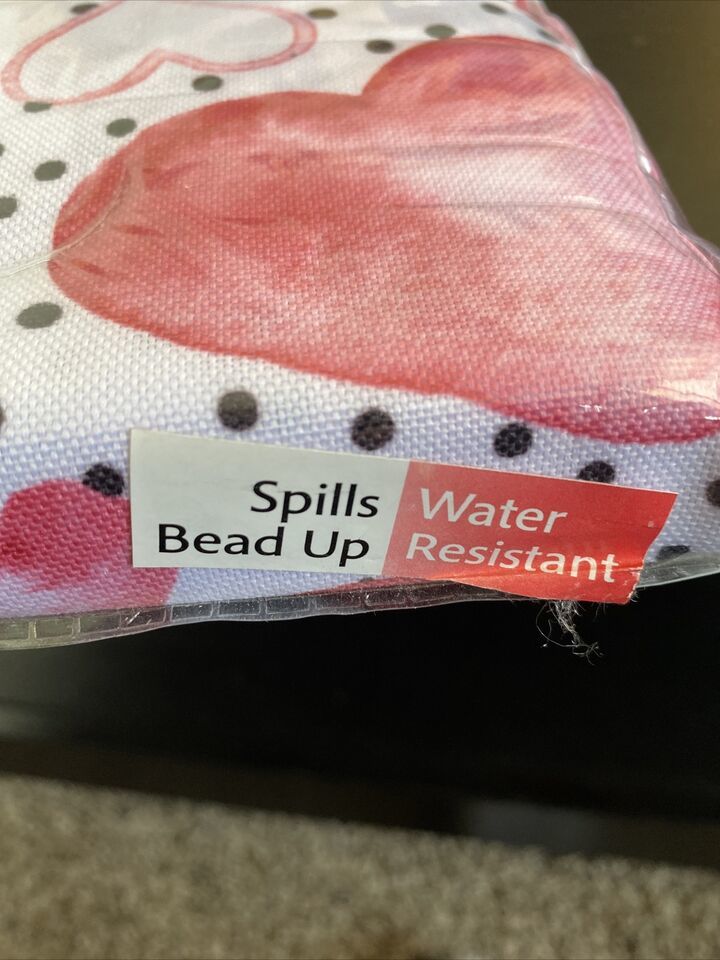 Spills
Bead Up
Water
Resistant